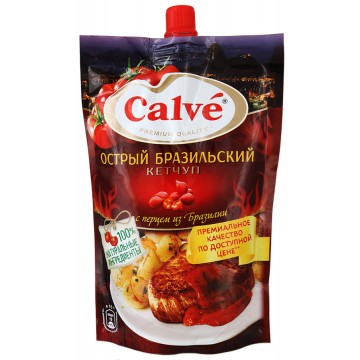 Calvé®
PREMIUM QUALITY
ОСТРЫЙ БРАЗИЛЬСКИЙ
КЕТЧУП
с перцем из Бразилии
100%
НАТУРАЛЬНЫЕ
ИНГРЕДИЕНТЫ
ПРЕМИАЛЬНОЕ
КАЧЕСТВО
ПО ДОСТУПНОЙ
ЦЕНЕ**